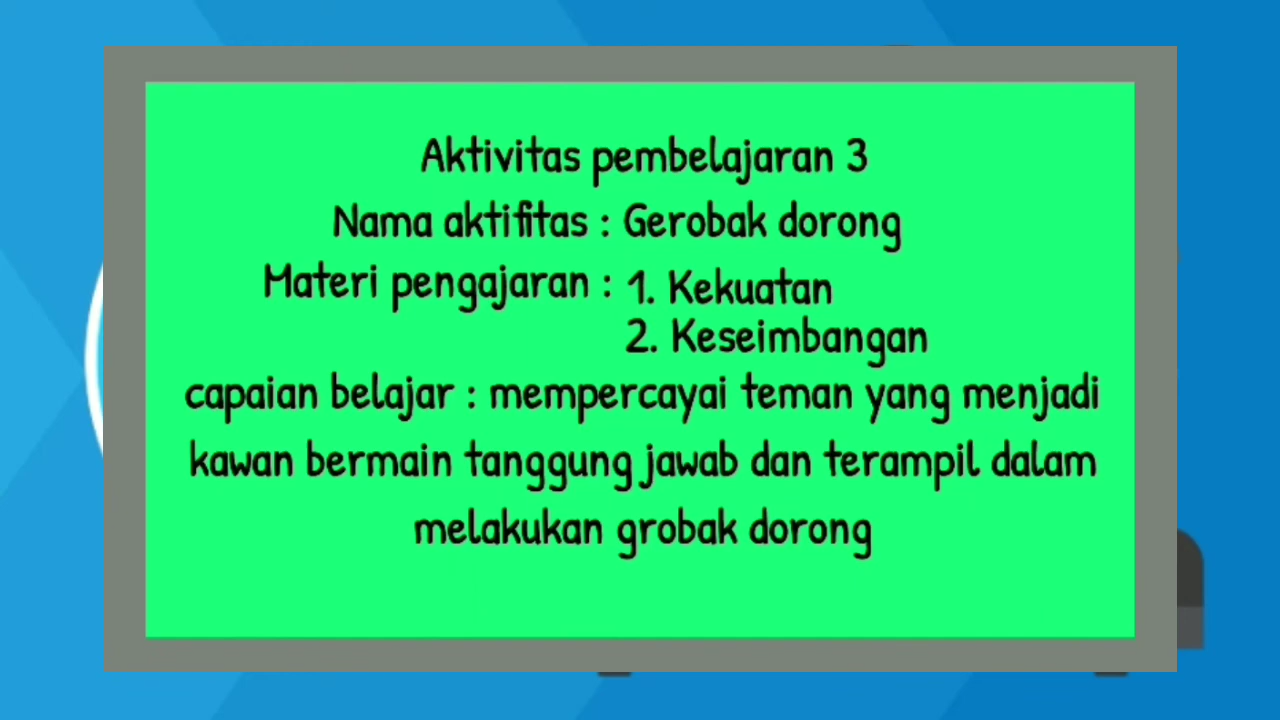 Aktivitas pembelajaran 3
Nama aktifitas : Gerobak dorong
Materi pengajaran : 1. Kekuatan
2. Keseimbangan
capaian belajar : mempercayai teman yang menjadi
kawan bermain tanggung jawab dan terampil dalam
melakukan grobak dorong